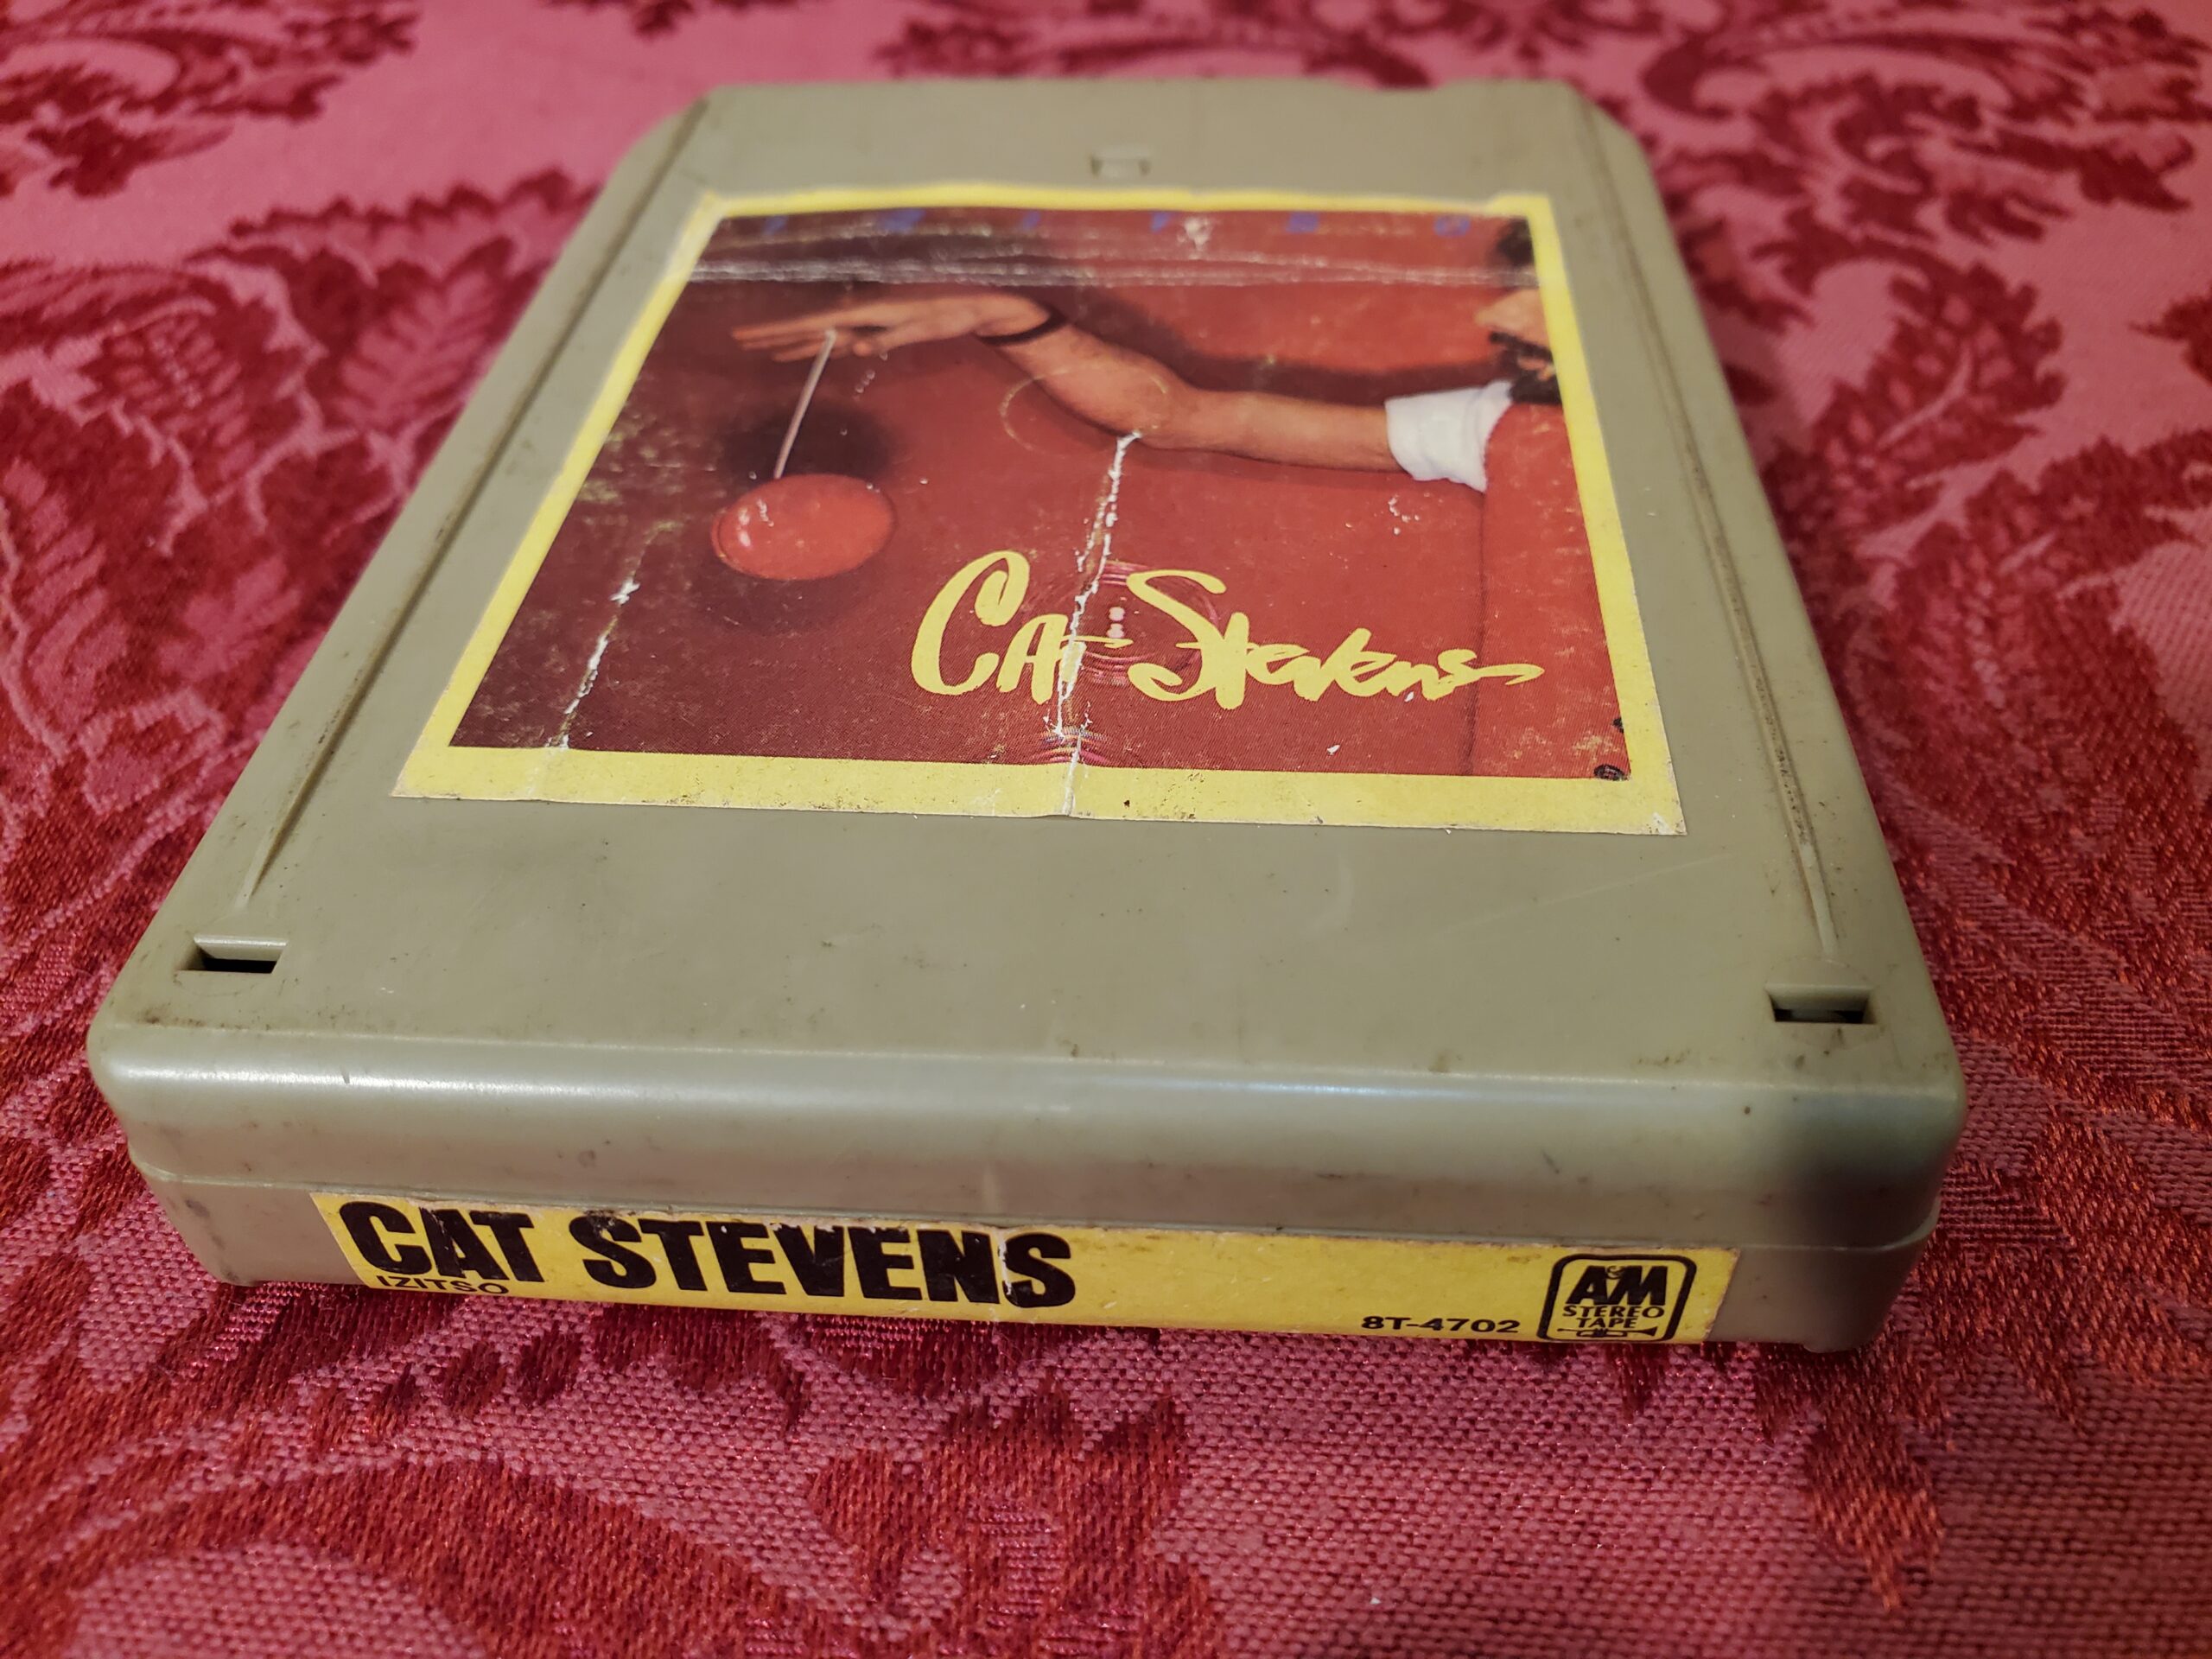 I Z I T S O
Cat Stevens
CAT STEVENS
IZITSO
8T-4702
A&M
STEREO
TAPE